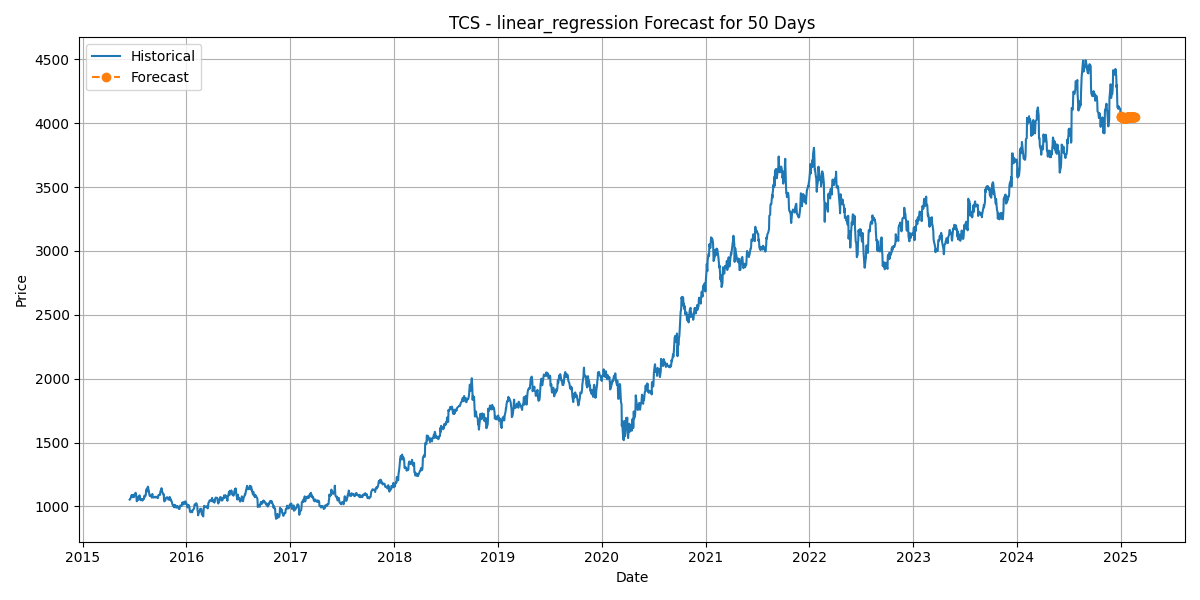 TCS - linear_regression Forecast for 50 Days
Historical
Forecast
4500
4000
3500
3000
2500
2000
1500
1000
Price
2015 2016 2017 2018 2019 2020 2021 2022 2023 2024 2025
Date